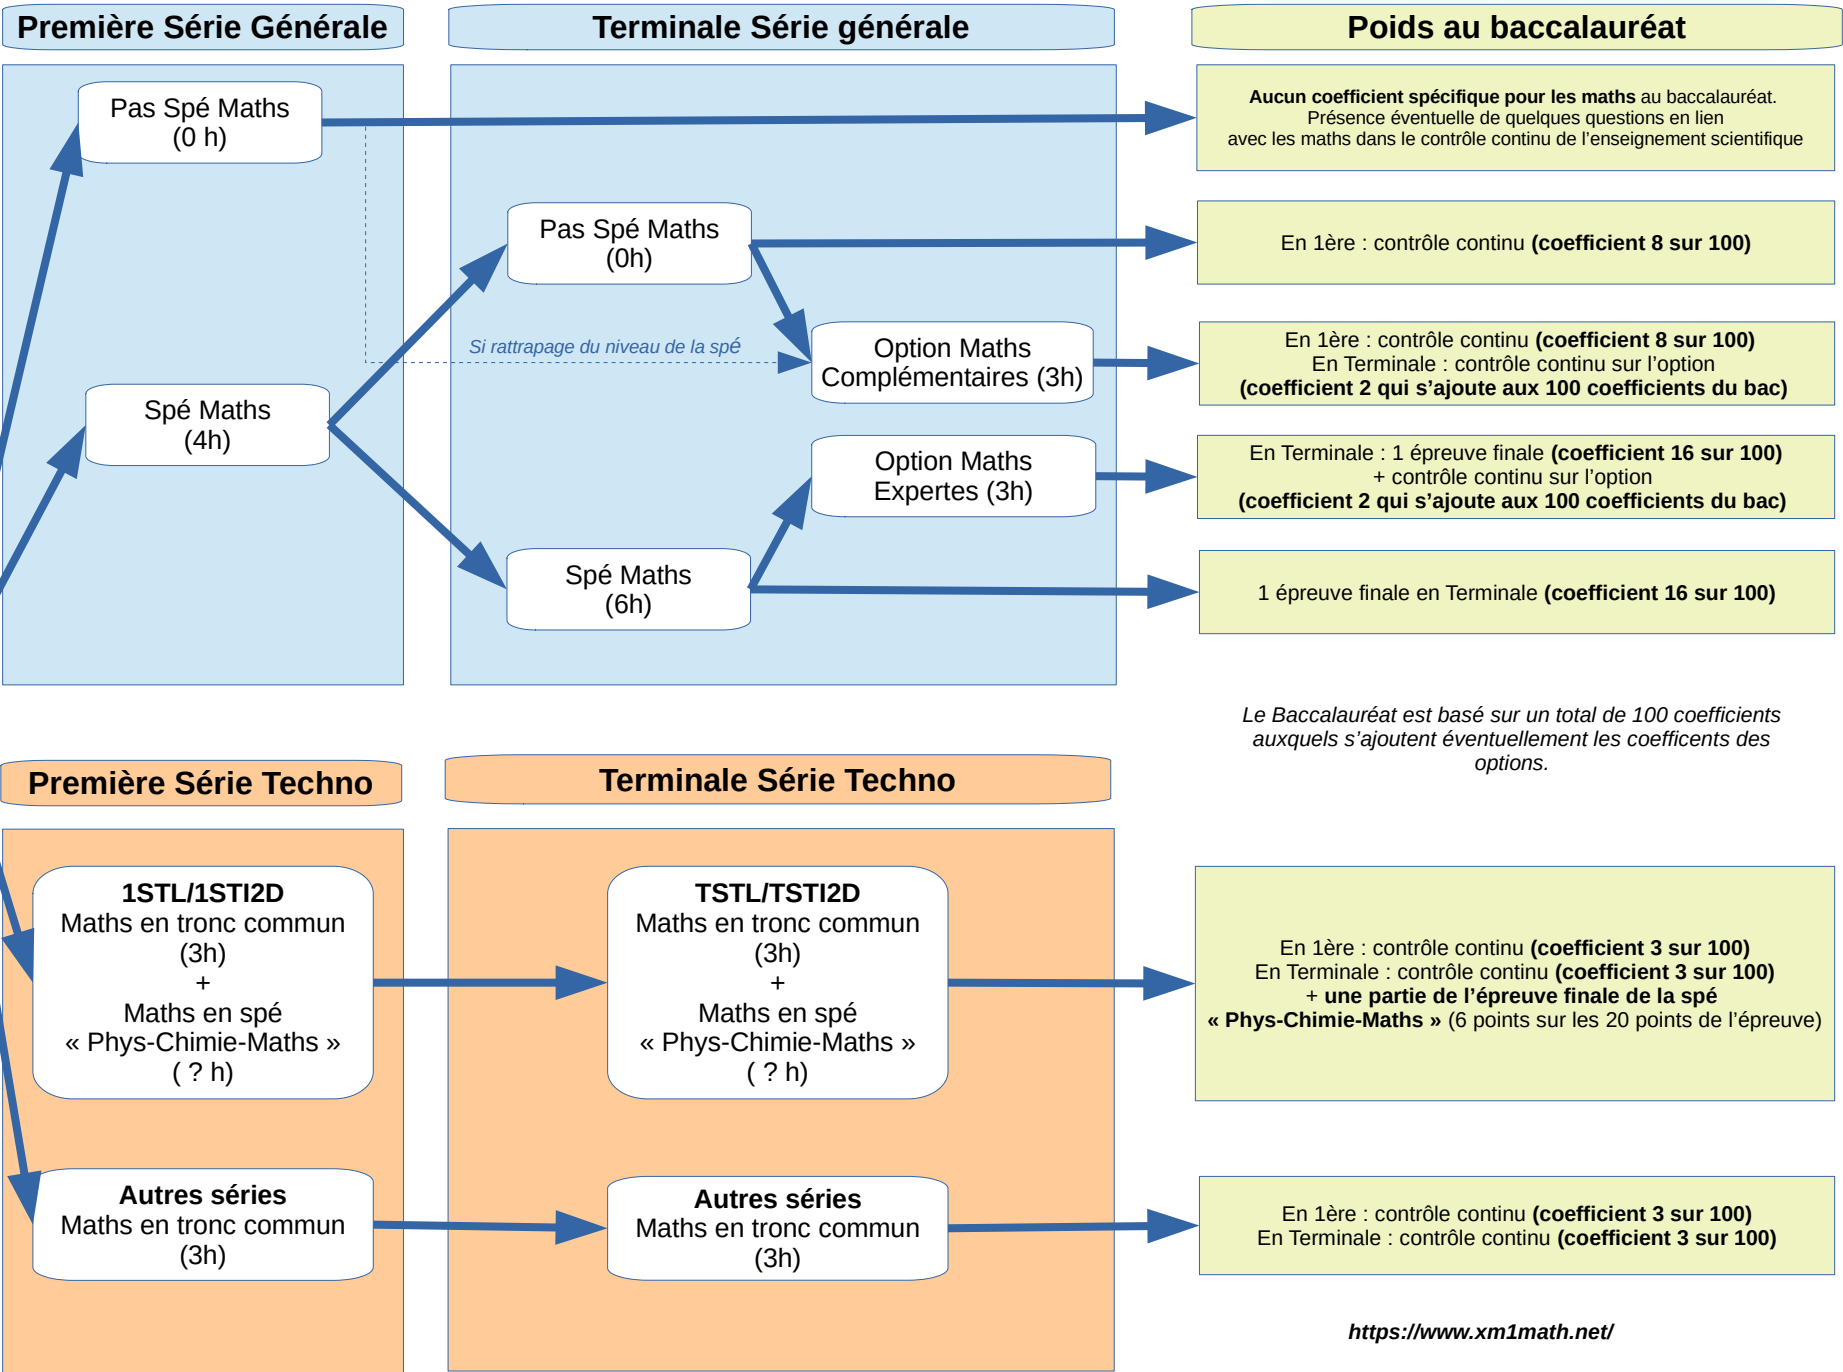 Première Série Générale
Terminale Série générale
Poids au baccalauréat
Pas Spé Maths
(0 h)
Aucun coefficient spécifique pour les maths au baccalauréat.
Présence éventuelle de quelques questions en lien
avec les maths dans le contrôle continu de l’enseignement scientifique
Pas Spé Maths
(0h)
En 1ère : contrôle continu (coefficient 8 sur 100)
Si rattrapage du niveau de la spé
Option Maths
Complémentaires (3h)
En 1ère : contrôle continu (coefficient 8 sur 100)
En Terminale : contrôle continu sur l’option
(coefficient 2 qui s’ajoute aux 100 coefficients du bac)
Spé Maths
(4h)
Option Maths
Expertes (3h)
En Terminale : 1 épreuve finale (coefficient 16 sur 100)
+ contrôle continu sur l’option
(coefficient 2 qui s’ajoute aux 100 coefficients du bac)
Spé Maths
(6h)
1 épreuve finale en Terminale (coefficient 16 sur 100)
Le Baccalauréat est basé sur un total de 100 coefficients
auxquels s’ajoutent éventuellement les coefficents des
options.
Première Série Techno
Terminale Série Techno
1STL/1STI2D
Maths en tronc commun
(3h)
+
Maths en spé
« Phys-Chimie-Maths »
( ? h)
TSTL/TSTI2D
Maths en tronc commun
(3h)
+
Maths en spé
« Phys-Chimie-Maths »
( ? h)
En 1ère : contrôle continu (coefficient 3 sur 100)
En Terminale : contrôle continu (coefficient 3 sur 100)
+ une partie de l’épreuve finale de la spé
« Phys-Chimie-Maths » (6 points sur les 20 points de l’épreuve)
Autres séries
Maths en tronc commun
(3h)
Autres séries
Maths en tronc commun
(3h)
En 1ère : contrôle continu (coefficient 3 sur 100)
En Terminale : contrôle continu (coefficient 3 sur 100)
https://www.xm1math.net/